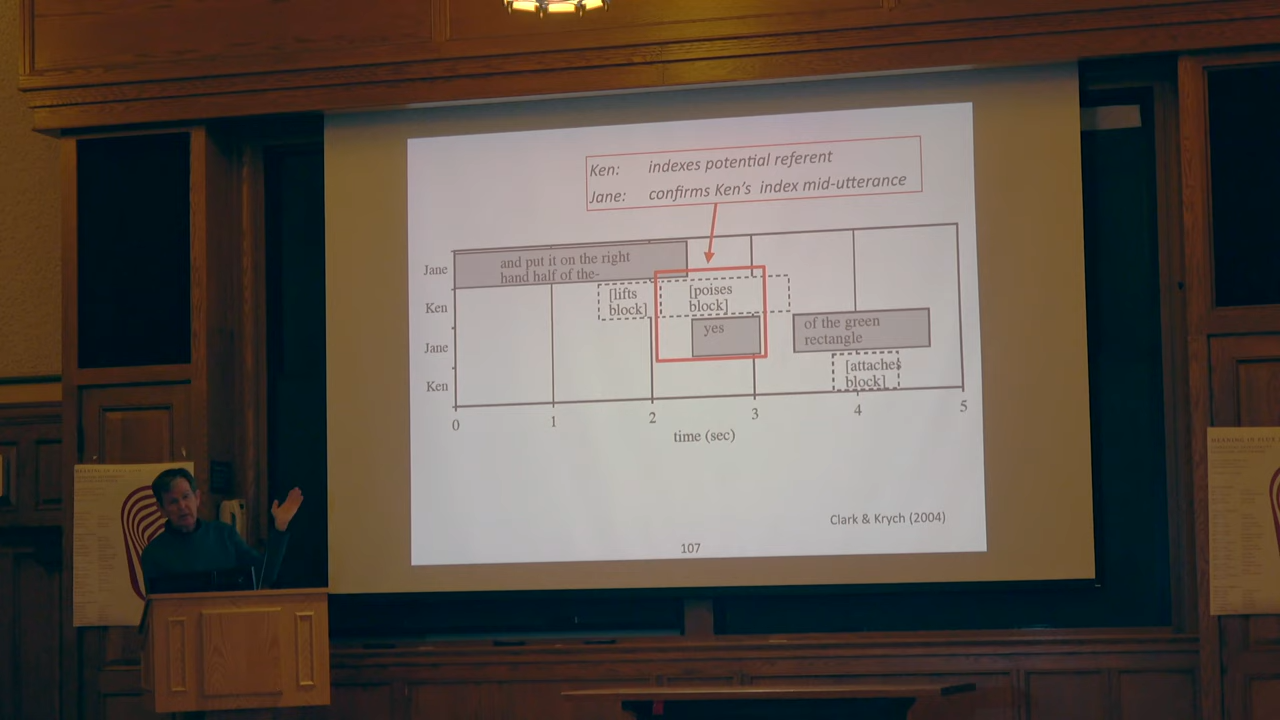 Ken: indexes potential referent
Jane: confirms Ken's index mid-utterance
Jane
and put it on the right
hand half of the-
Ken
[lifts
block]
[poises
block]
Jane
yes
of the green
rectangle
Ken
[attaches
block]
0 1 2 3 4 5
time (sec)
Clark & Krych (2004)
107